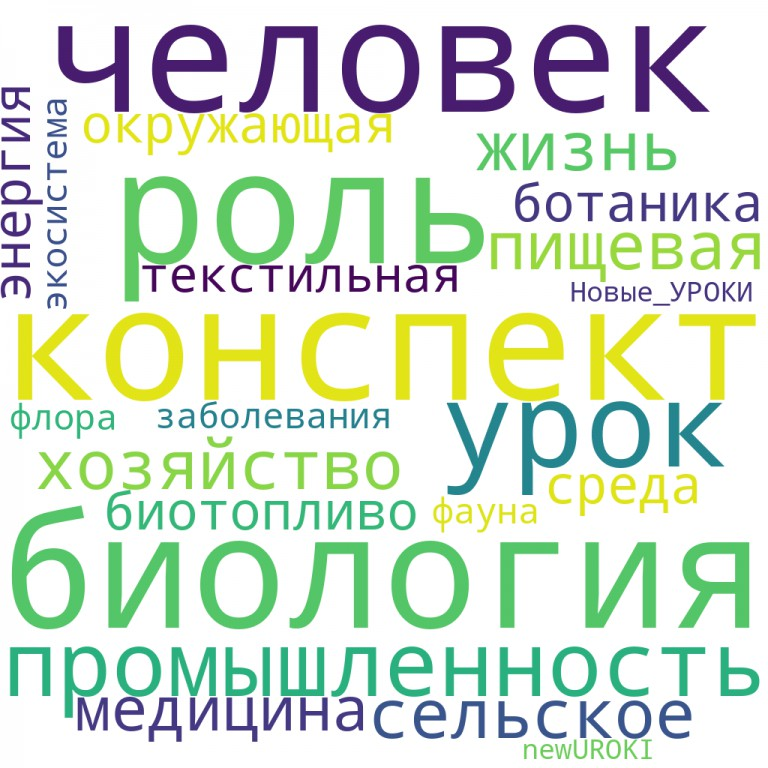 человек
окружающая
энергия
экосистема
жизнь
роль
ботаника
пищевая
текстильная
Новые_УРОКИ
конспект
флора
заболевания
урок
хозяйство
среда
биотопливо
фауна
биология
промышленность
медицина
сельское
newUROKI